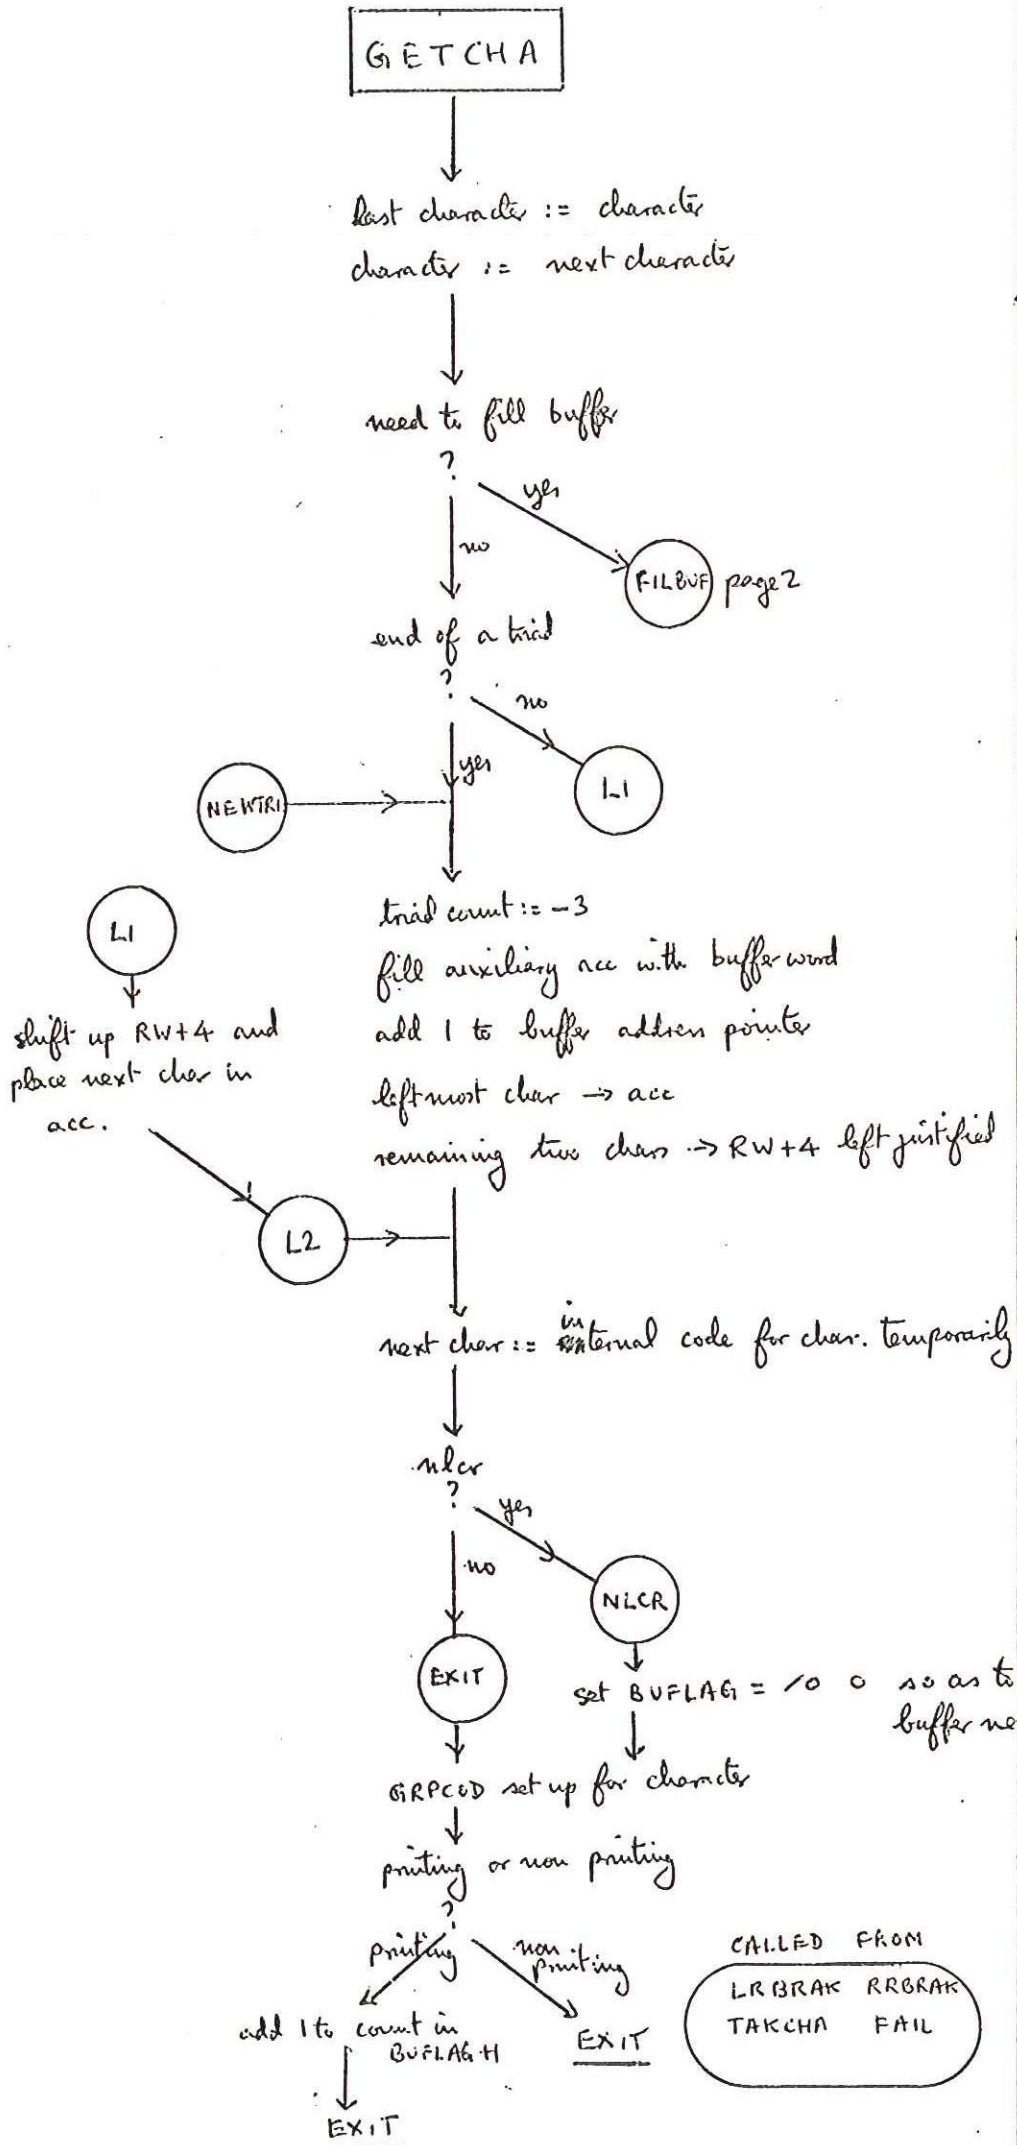 GETCHA
last character := character
character := next character
need to fill buffer
?
yes
no
FILBUF page 2
end of a triad
?
no
yes
NEWTRI
L1
L1
shift up RW+4 and
place next char in
acc.
triad count := -3
fill auxiliary acc with buffer word
add 1 to buffer address pointer
leftmost char → acc
remaining two chars → RW+4 left justified
L2
next char := internal code for char. temporarily
nlcr
?
yes
no
NLCR
EXIT
set BUFLAG = 10 0 so as to
buffer ne
GRPCOD set up for character
printing or non printing
?
printing
non
printing
add 1 to count in
BUFLAG+1
EXIT
EXIT
CALLED FROM
LRBRAK RRBRAK
TAKCHA FAIL